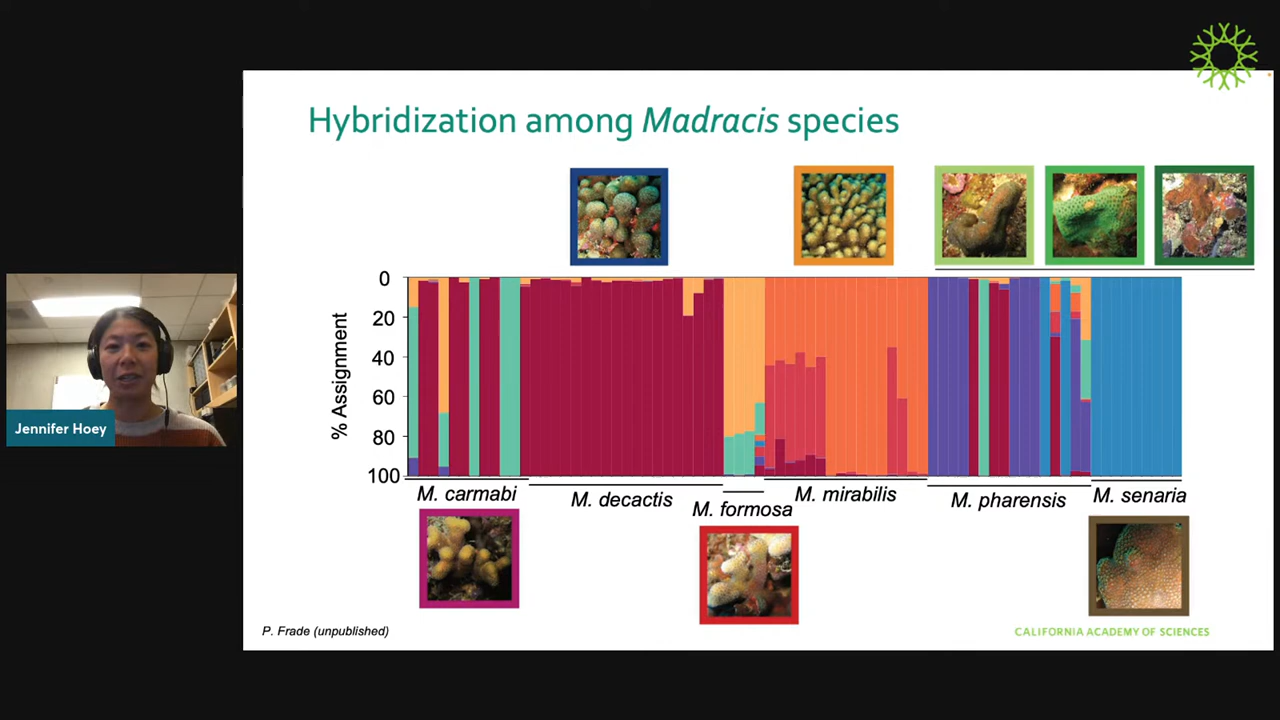 Hybridization among Madracis species
% Assignment
0
20
40
60
80
100
M. carmabi
M. decactis
M. formosa
M. mirabilis
M. pharensis
M. senaria
Jennifer Hoey
P. Frade (unpublished)
CALIFORNIA ACADEMY OF SCIENCES